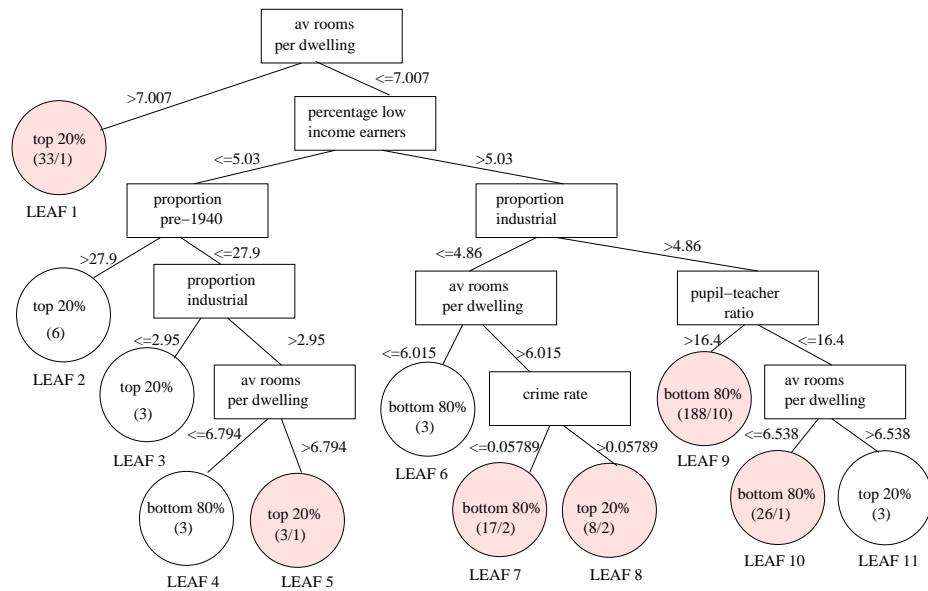 av rooms
per dwelling
>7.007
<=7.007
top 20%
(33/1)
LEAF 1
percentage low
income earners
<=5.03
>5.03
proportion
pre−1940
proportion
industrial
>27.9
<=27.9
<=4.86
>4.86
top 20%
(6)
LEAF 2
proportion
industrial
av rooms
per dwelling
pupil−teacher
ratio
<=2.95
>2.95
<=6.015
>6.015
>16.4
<=16.4
top 20%
(3)
LEAF 3
av rooms
per dwelling
bottom 80%
(3)
LEAF 6
crime rate
bottom 80%
(188/10)
LEAF 9
av rooms
per dwelling
<=6.794
>6.794
<=0.05789
>0.05789
<=6.538
>6.538
bottom 80%
(3)
LEAF 4
top 20%
(3/1)
LEAF 5
bottom 80%
(17/2)
LEAF 7
top 20%
(8/2)
LEAF 8
bottom 80%
(26/1)
LEAF 10
top 20%
(3)
LEAF 11